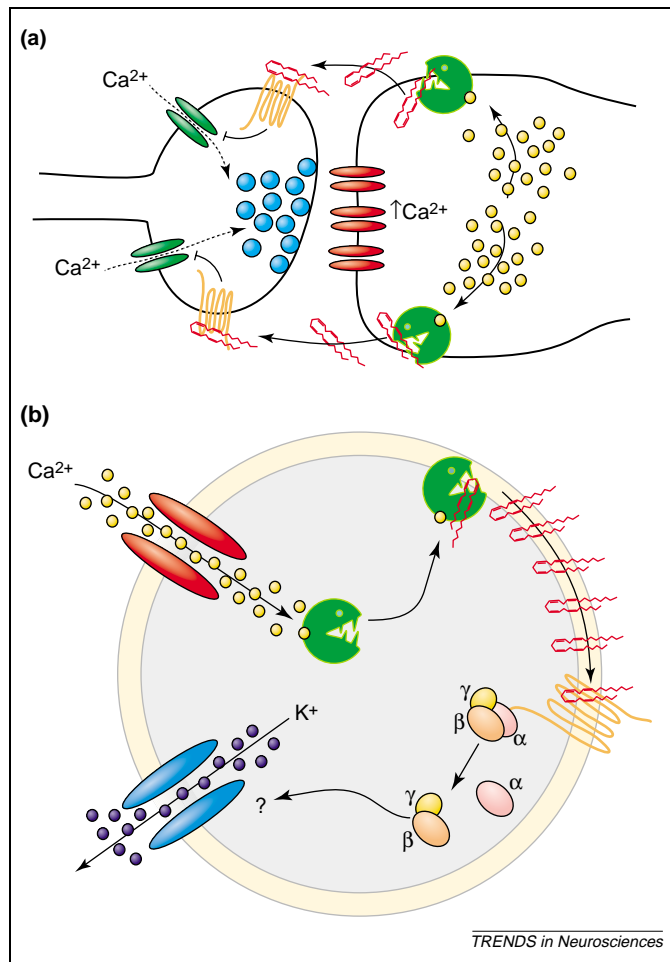 (a)
Ca2+
↑Ca2+
Ca2+
(b)
Ca2+
γ
β
α
K+
α
γ
?
β
TRENDS in Neurosciences